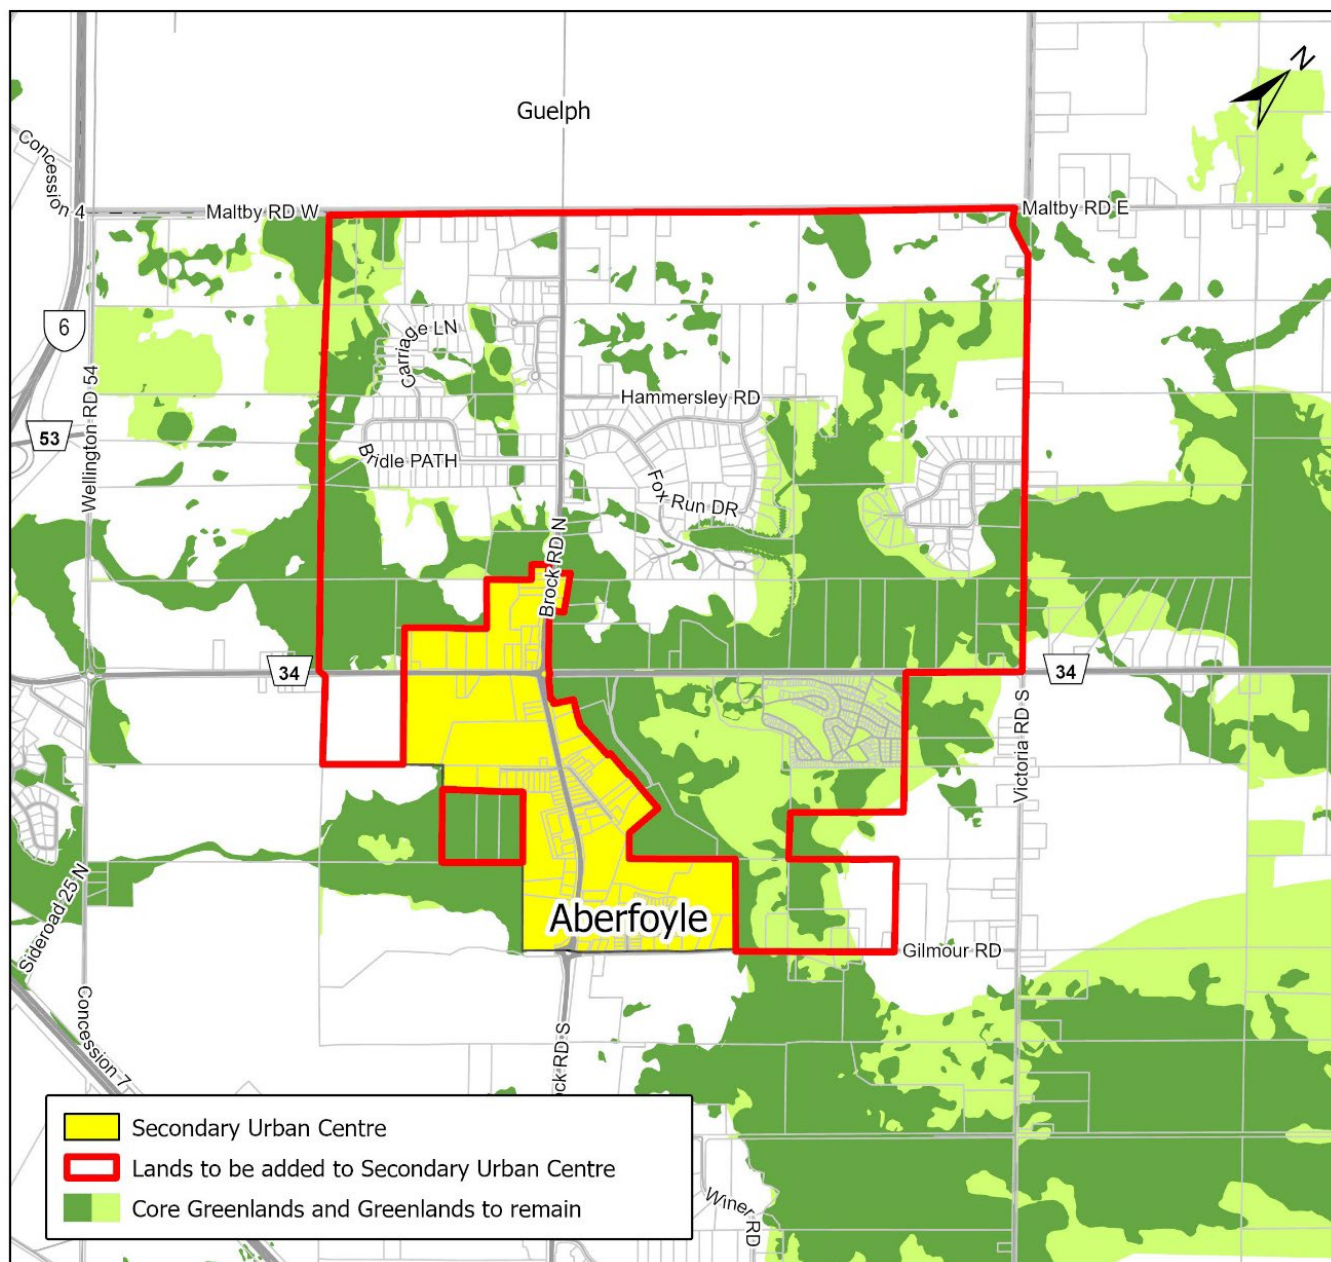 N
Guelph
Concession 4
Maltby RD W
Maltby RD E
6
Carriage LN
Wellington RD 54
Hammersley RD
53
Bridle PATH
Fox Run DR
Brock RD N
34
34
Victoria RD S
Aberfoyle
Sideroad 25 N
Gilmour RD
Concession 7
ock RD S
Winer RD
Secondary Urban Centre
Lands to be added to Secondary Urban Centre
Core Greenlands and Greenlands to remain